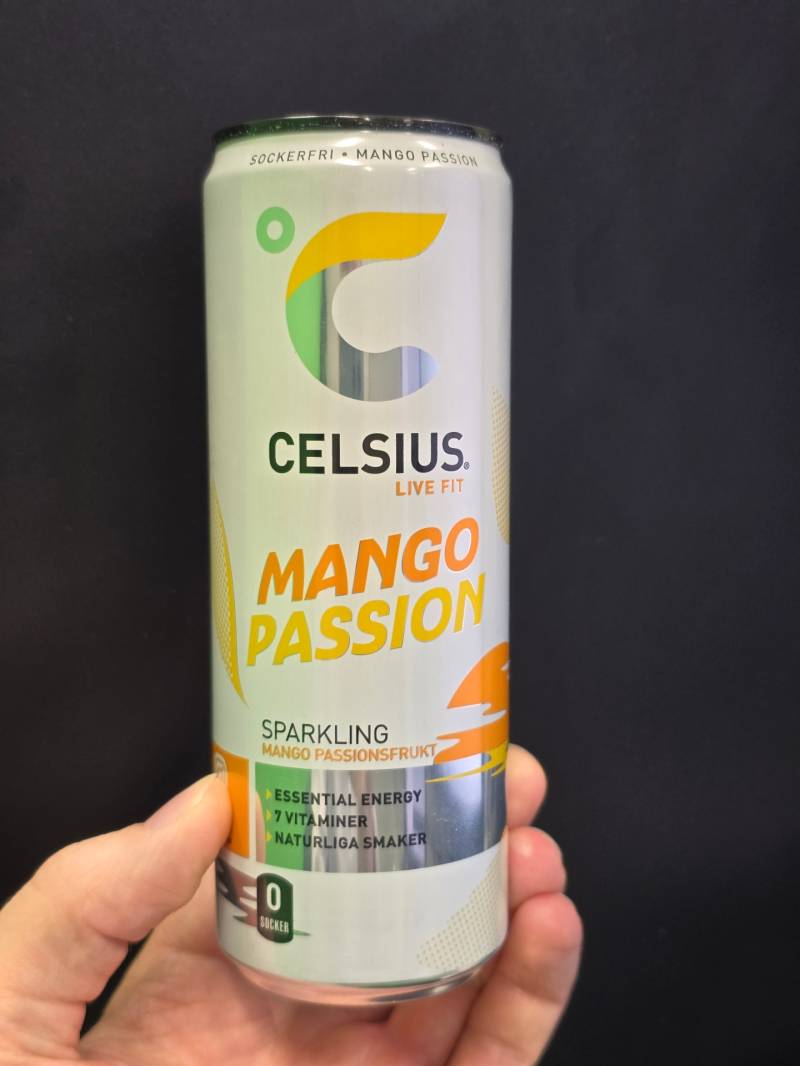 SOCKERFRI • MANGO PASSION
CELSIUS®
LIVE FIT
MANGO
PASSION
SPARKLING
MANGO PASSIONSFRUKT
ESSENTIAL ENERGY
7 VITAMINER
NATURLIGA SMAKER
0
SOCKER